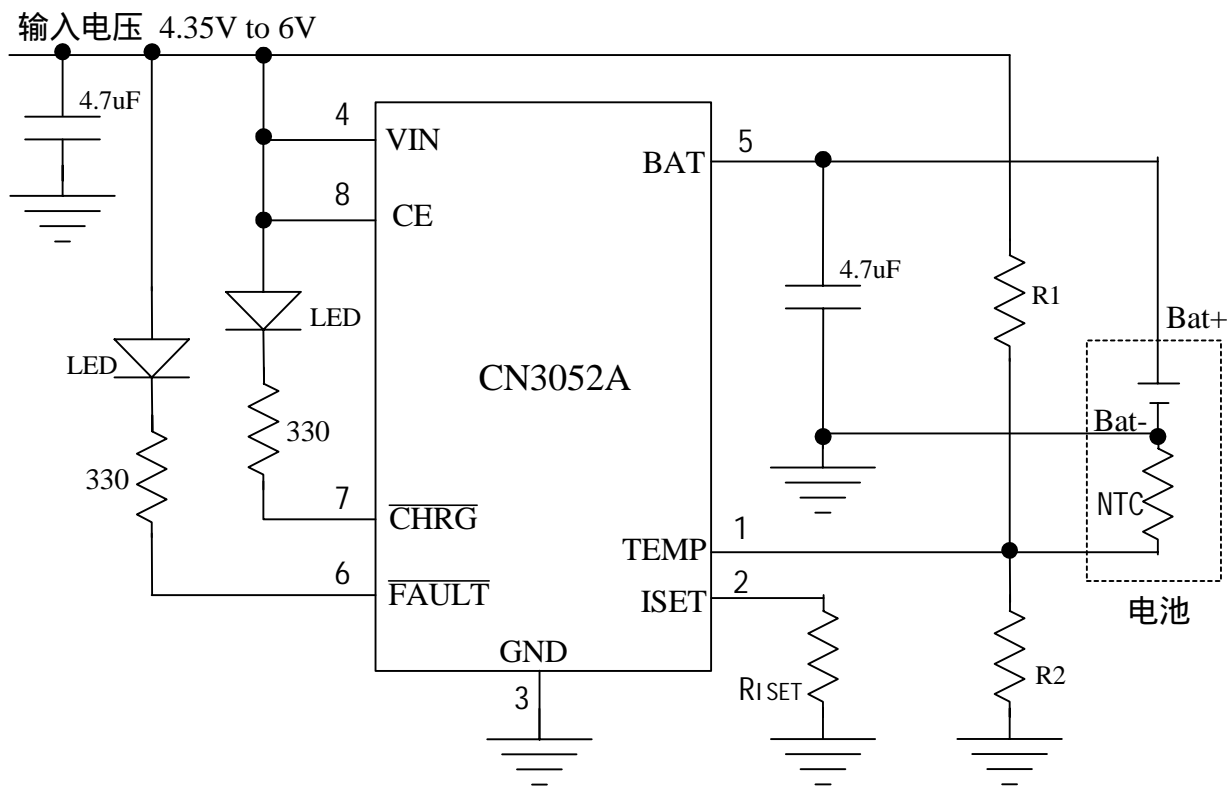 输入电压 4.35V to 6V
4.7uF
4
VIN
5
BAT
8
CE
4.7uF
LED
R1
Bat+
LED
CN3052A
Bat-
330
330
NTC
7
CHRG
1
TEMP
6
FAULT
2
ISET
电池
GND
3
RISET
R2